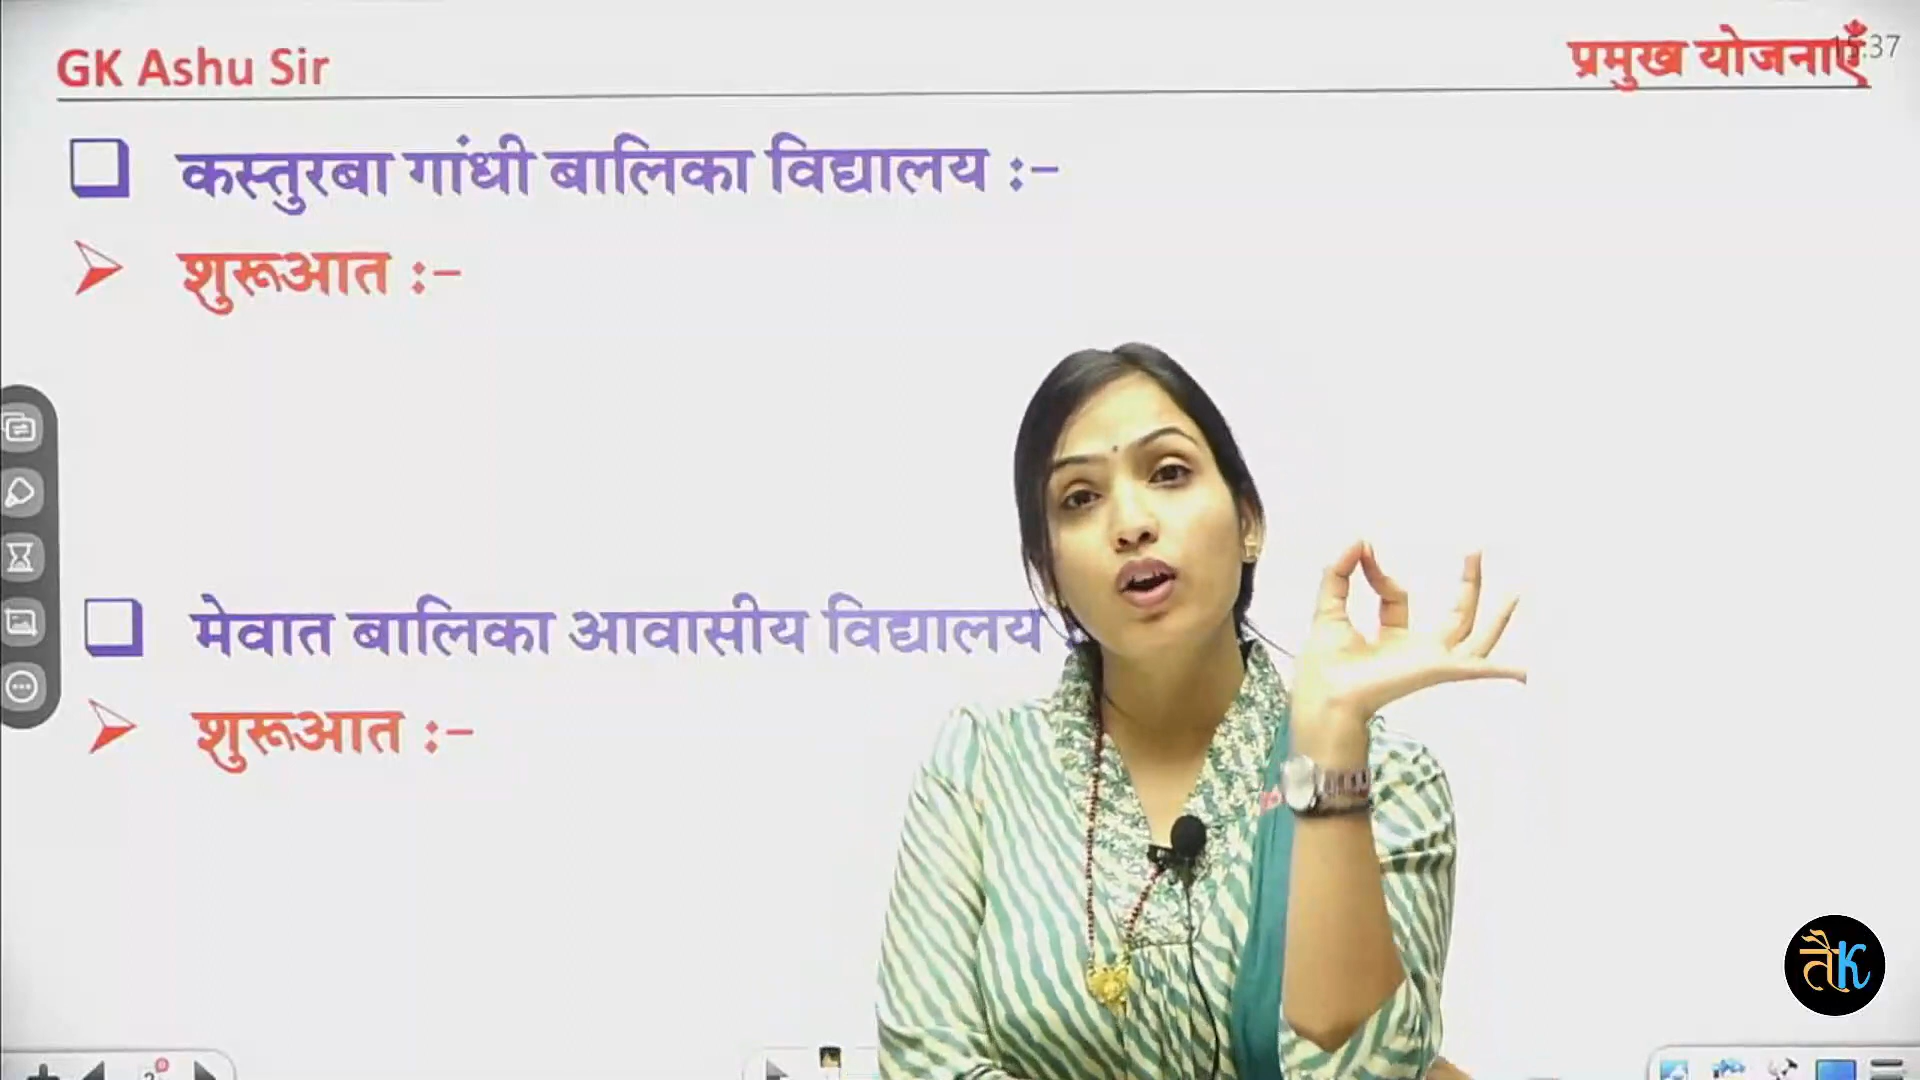 GK Ashu Sir
प्रमुख योजनाएँ
कस्तुरबा गांधी बालिका विद्यालय :-
शुरूआत :-
मेवात बालिका आवासीय विद्यालय
शुरूआत :-
तैK